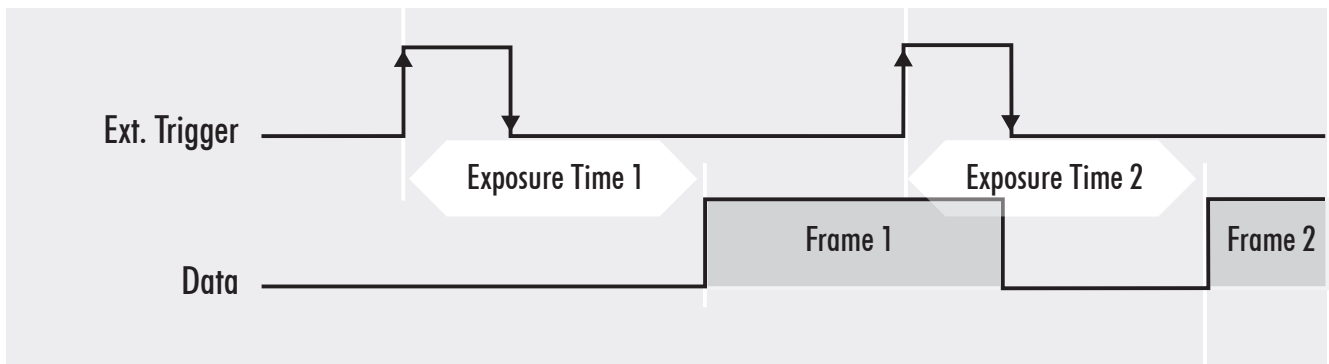 Ext. Trigger
Exposure Time 1
Exposure Time 2
Frame 1
Frame 2
Data